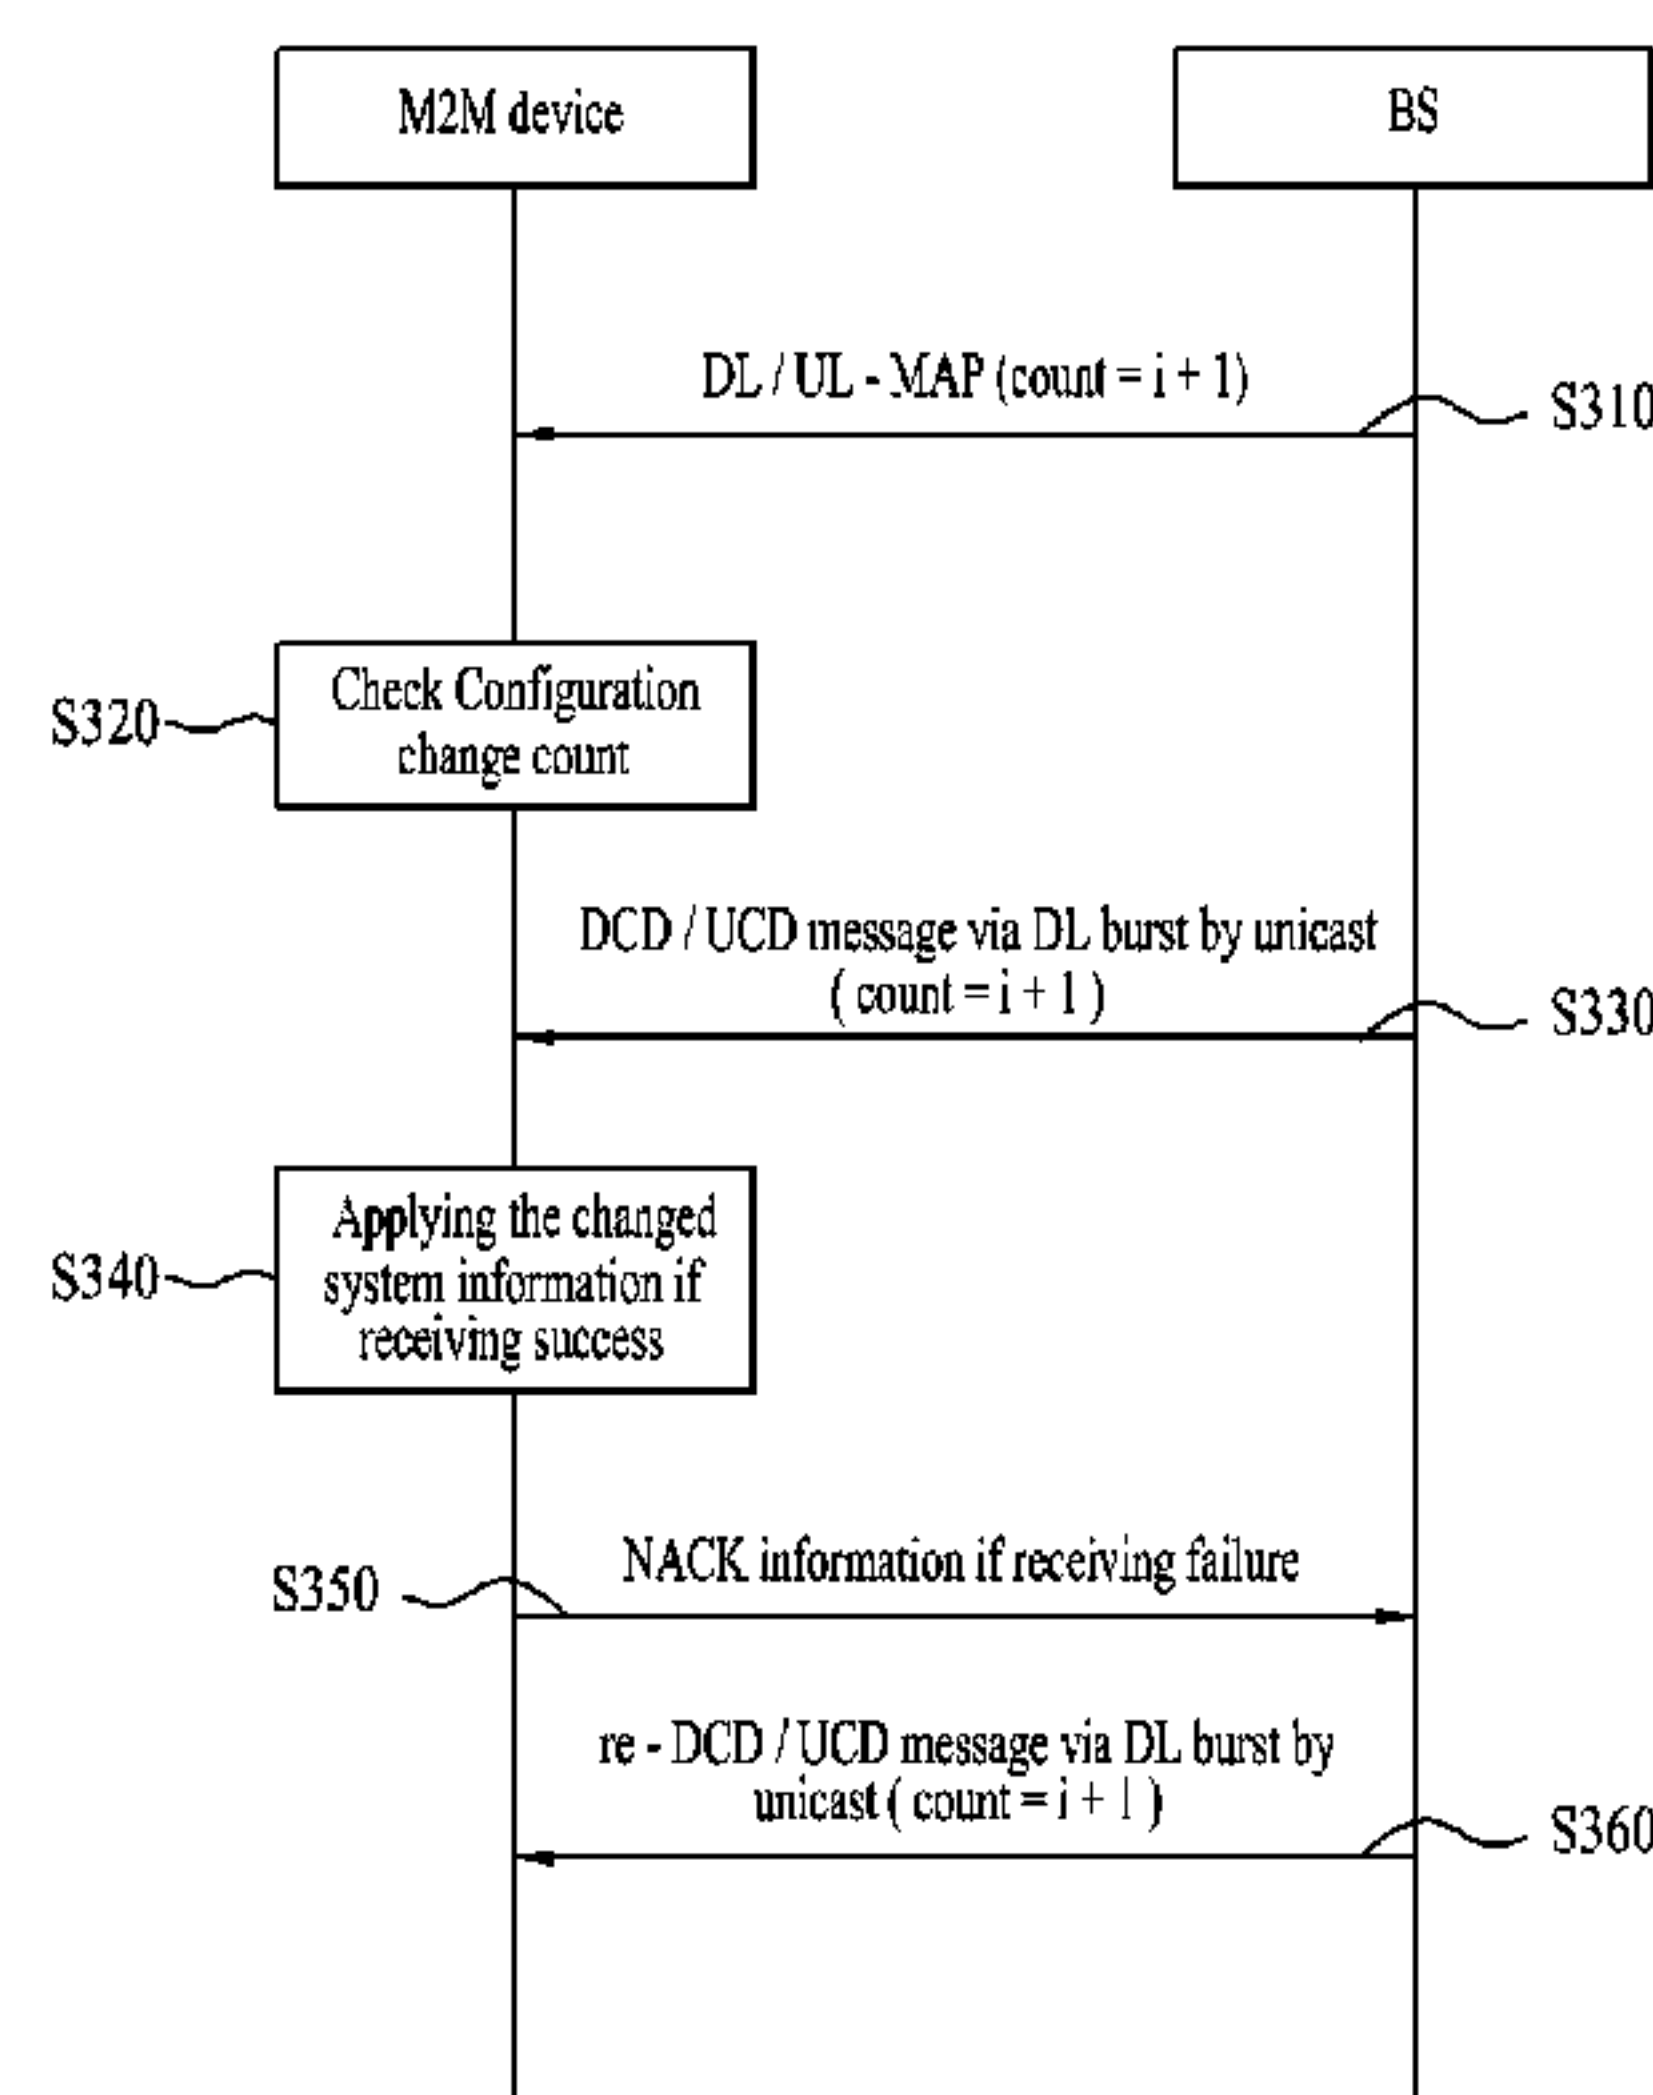 M2M device
BS
DL / UL - MAP (count = i + 1)
S310
Check Configuration
change count
S320
DCD / UCD message via DL burst by unicast
( count = i + 1 )
S330
Applying the changed
system information if
receiving success
S340
NACK information if receiving failure
S350
re - DCD / UCD message via DL burst by
unicast ( count = i + 1 )
S360